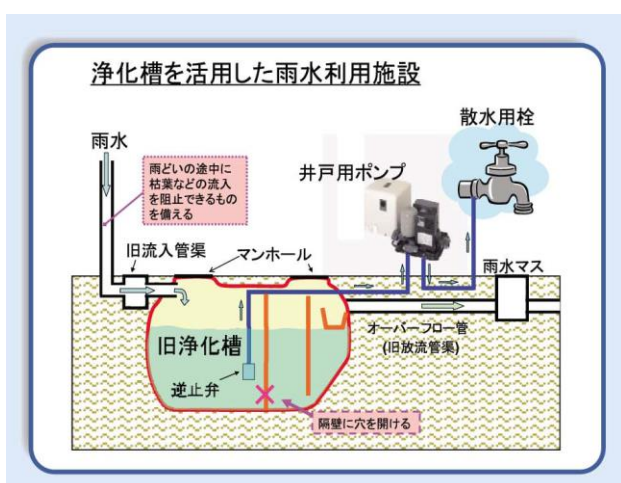 浄化槽を活用した雨水利用施設
散水用栓
雨水
井戸用ポンプ
雨どいの途中に
枯葉などの流入
を阻止できるもの
を備える
旧流入管渠
マンホール
雨水マス
オーバーフロー管
(旧放流管渠)
旧浄化槽
逆止弁
隔壁に穴を開ける